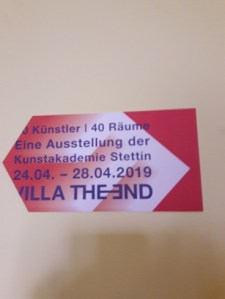 0 Künstler | 40 Räume
Eine Ausstellung der
Kunstakademie Stettin
24.04. – 28.04.2019
VILLA THE END